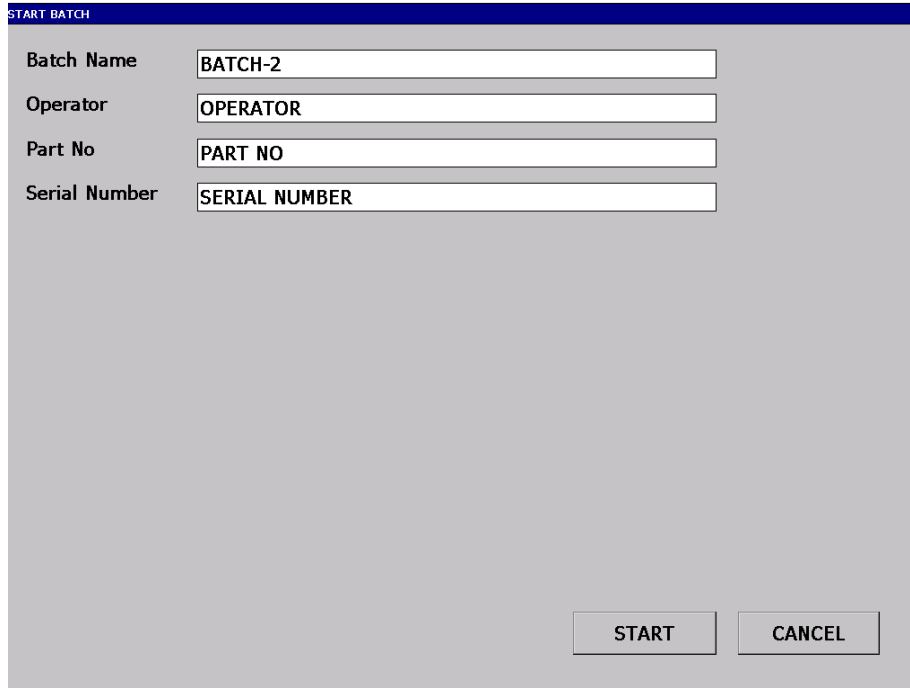 START BATCH
Batch Name BATCH-2
Operator OPERATOR
Part No PART NO
Serial Number SERIAL NUMBER
START CANCEL